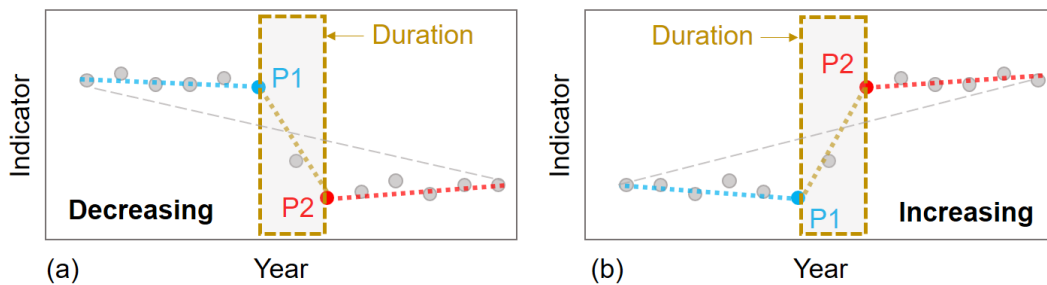 Duration
P1
Indicator
Decreasing
P2
(a)
Year
Duration
P2
Indicator
P1
Increasing
(b)
Year